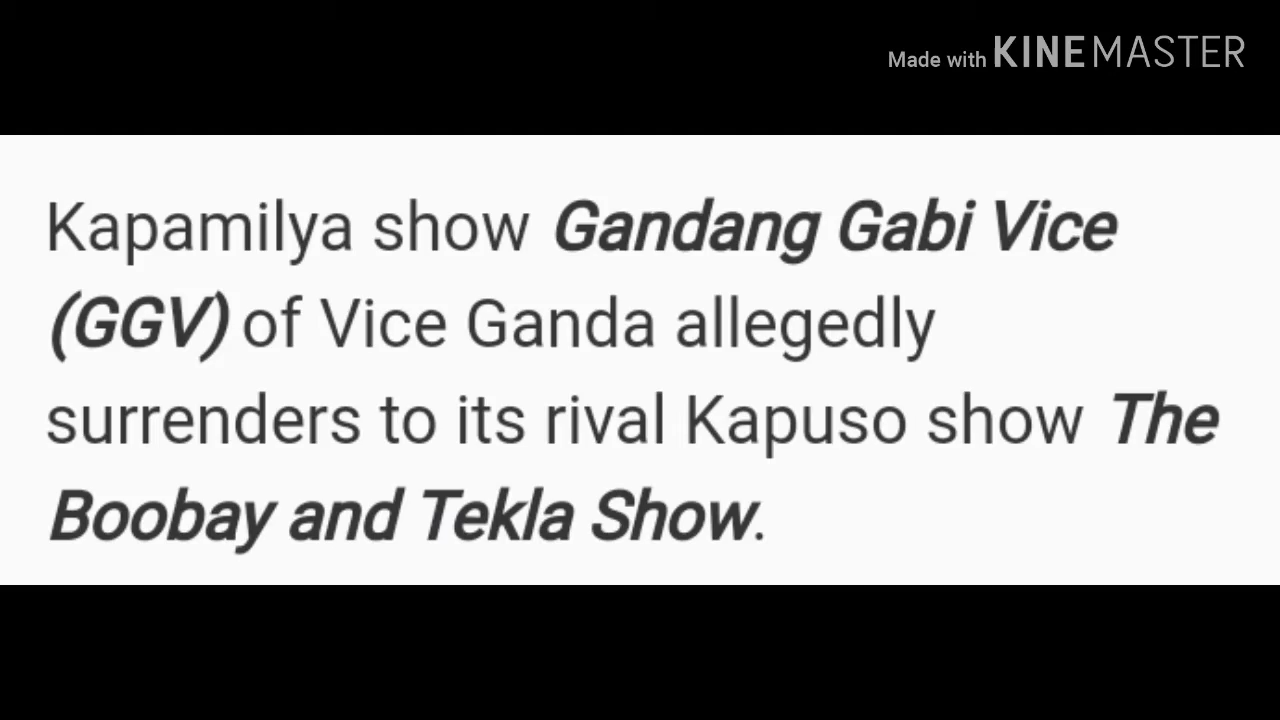 Made with KINEMASTER
Kapamilya show Gandang Gabi Vice
(GGV) of Vice Ganda allegedly
surrenders to its rival Kapuso show The
Boobay and Tekla Show.